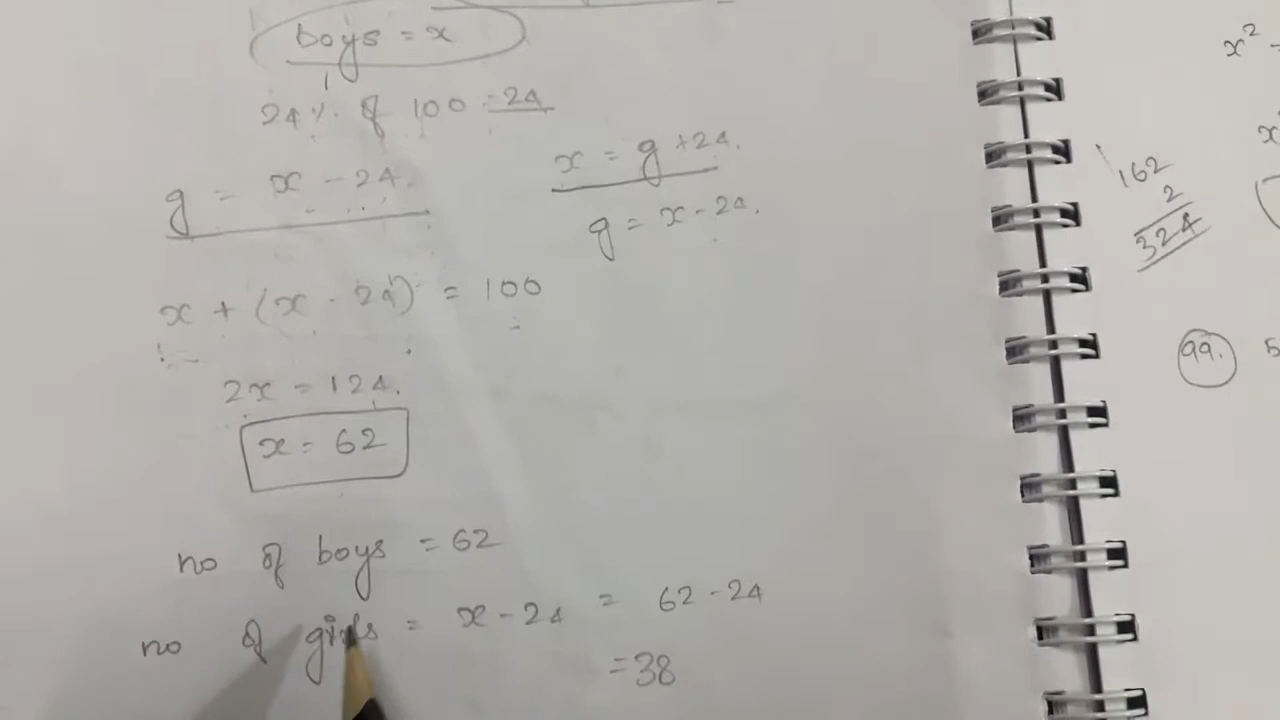 boys = x
24% of 100 = 24
g = x - 24.
x = g + 24.
g = x - 24.
x + (x - 24) = 100
2x = 124.
x = 62
no of boys = 62
no of girls = x - 24 = 62 - 24
= 38
162
2
324
x²
99.